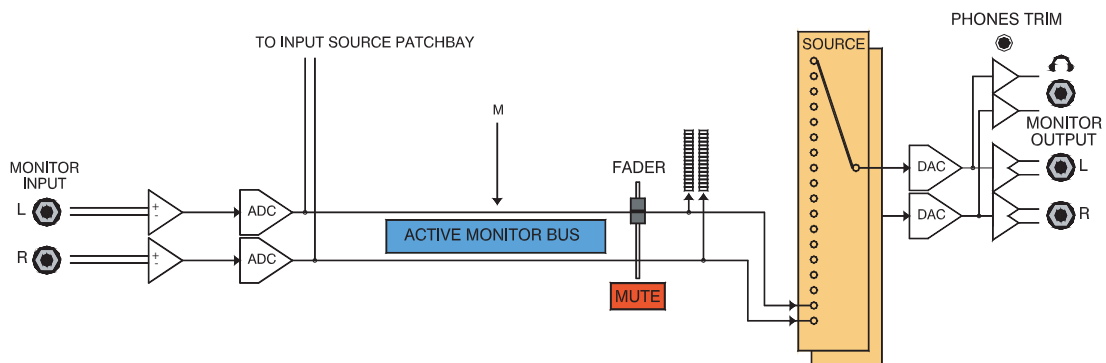 PHONES TRIM
TO INPUT SOURCE PATCHBAY
SOURCE
M
MONITOR
OUTPUT
MONITOR
INPUT
FADER
DAC
L
L
+
-
ADC
DAC
R
ACTIVE MONITOR BUS
R
+
-
ADC
MUTE